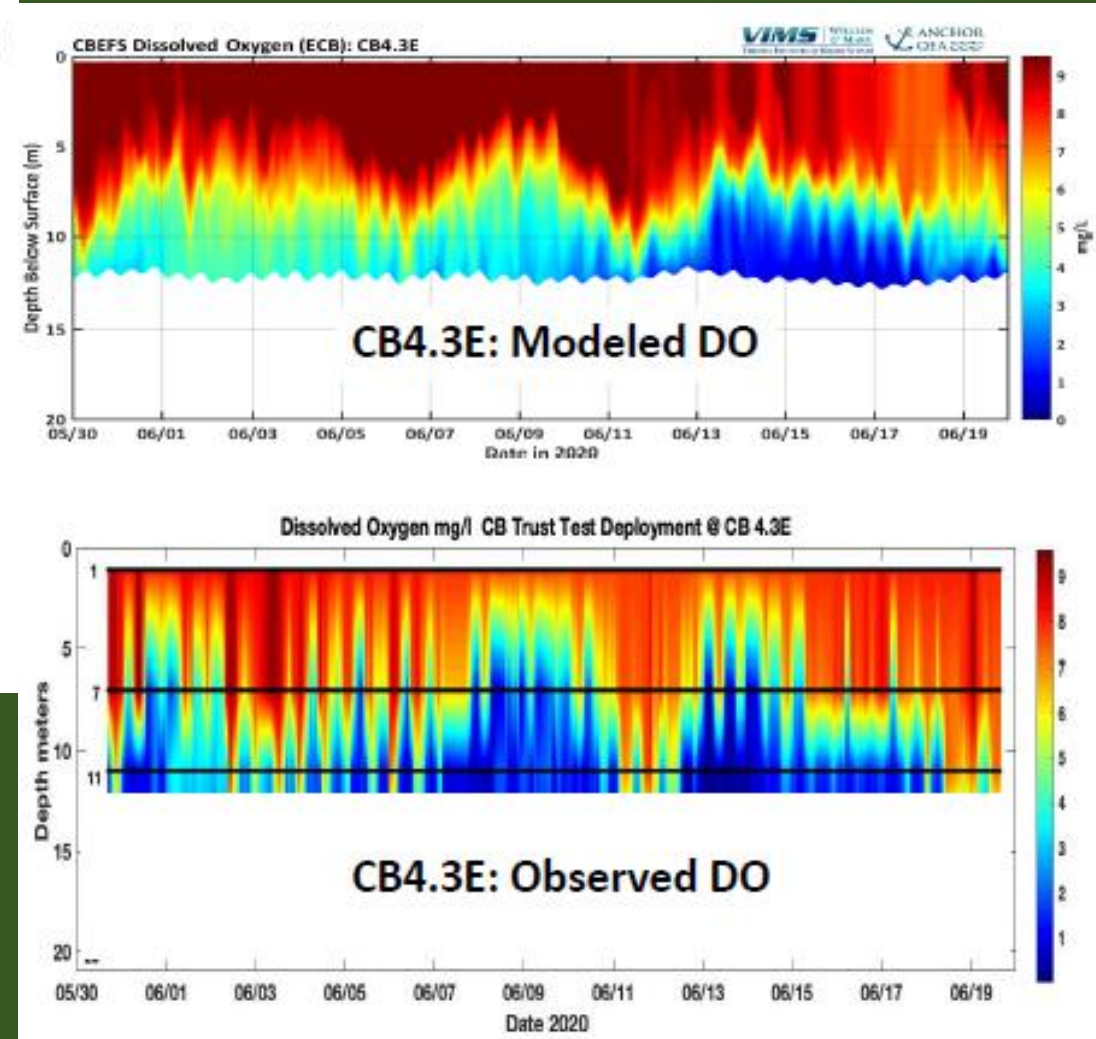 CBEFS Dissolved Oxygen (ECB): CB4.3E
VIMS WILLIAM & MARY
ANCHOR QEA
0
5
10
15
20
Depth Below Surface (m)
CB4.3E: Modeled DO
05/30 06/01 06/03 06/05 06/07 06/09 06/11 06/13 06/15 06/17 06/19
Date in 2020
9
8
7
6
5
4
3
2
1
0
mg/L
Dissolved Oxygen mg/l CB Trust Test Deployment @ CB 4.3E
0
1
5
7
10
11
15
20
--
Depth meters
CB4.3E: Observed DO
05/30 06/01 06/03 06/05 06/07 06/09 06/11 06/13 06/15 06/17 06/19
Date 2020
9
8
7
6
5
4
3
2
1